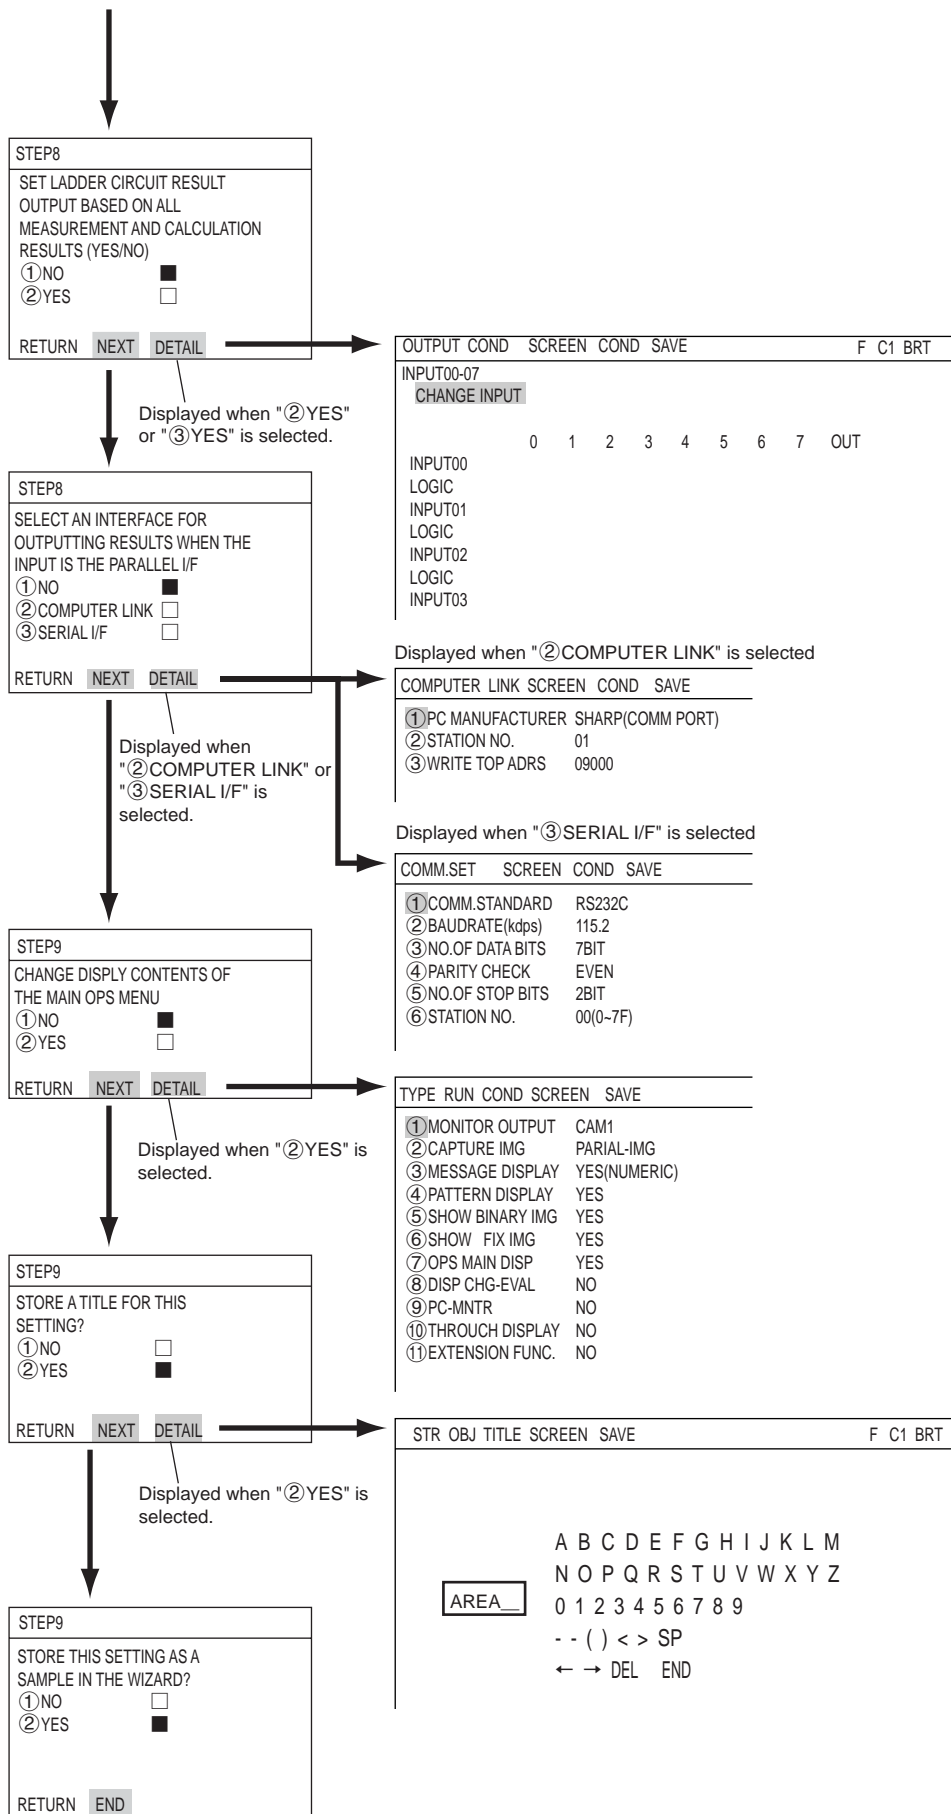 STEP8
SET LADDER CIRCUIT RESULT
OUTPUT BASED ON ALL
MEASUREMENT AND CALCULATION
RESULTS (YES/NO)
①NO ■
②YES □
RETURN NEXT DETAIL
Displayed when "②YES"
or "③YES" is selected.
OUTPUT COND SCREEN COND SAVE F C1 BRT
INPUT00-07
CHANGE INPUT
0 1 2 3 4 5 6 7 OUT
INPUT00
LOGIC
INPUT01
LOGIC
INPUT02
LOGIC
INPUT03
STEP8
SELECT AN INTERFACE FOR
OUTPUTTING RESULTS WHEN THE
INPUT IS THE PARALLEL I/F
①NO ■
②COMPUTER LINK □
③SERIAL I/F □
RETURN NEXT DETAIL
Displayed when
"②COMPUTER LINK" or
"③SERIAL I/F" is
selected.
Displayed when "②COMPUTER LINK" is selected
COMPUTER LINK SCREEN COND SAVE
①PC MANUFACTURER SHARP(COMM PORT)
②STATION NO. 01
③WRITE TOP ADRS 09000
Displayed when "③SERIAL I/F" is selected
COMM.SET SCREEN COND SAVE
①COMM.STANDARD RS232C
②BAUDRATE(kdps) 115.2
③NO.OF DATA BITS 7BIT
④PARITY CHECK EVEN
⑤NO.OF STOP BITS 2BIT
⑥STATION NO. 00(0~7F)
STEP9
CHANGE DISPLY CONTENTS OF
THE MAIN OPS MENU
①NO ■
②YES □
RETURN NEXT DETAIL
Displayed when "②YES" is
selected.
TYPE RUN COND SCREEN SAVE
①MONITOR OUTPUT CAM1
②CAPTURE IMG PARIAL-IMG
③MESSAGE DISPLAY YES(NUMERIC)
④PATTERN DISPLAY YES
⑤SHOW BINARY IMG YES
⑥SHOW FIX IMG YES
⑦OPS MAIN DISP YES
⑧DISP CHG-EVAL NO
⑨PC-MNTR NO
⑩THROUCH DISPLAY NO
⑪EXTENSION FUNC. NO
STEP9
STORE A TITLE FOR THIS
SETTING?
①NO □
②YES ■
RETURN NEXT DETAIL
Displayed when "②YES" is
selected.
STR OBJ TITLE SCREEN SAVE F C1 BRT
A B C D E F G H I J K L M
N O P Q R S T U V W X Y Z
AREA__ 0 1 2 3 4 5 6 7 8 9
- - ( ) < > SP
← → DEL END
STEP9
STORE THIS SETTING AS A
SAMPLE IN THE WIZARD?
①NO □
②YES ■
RETURN END